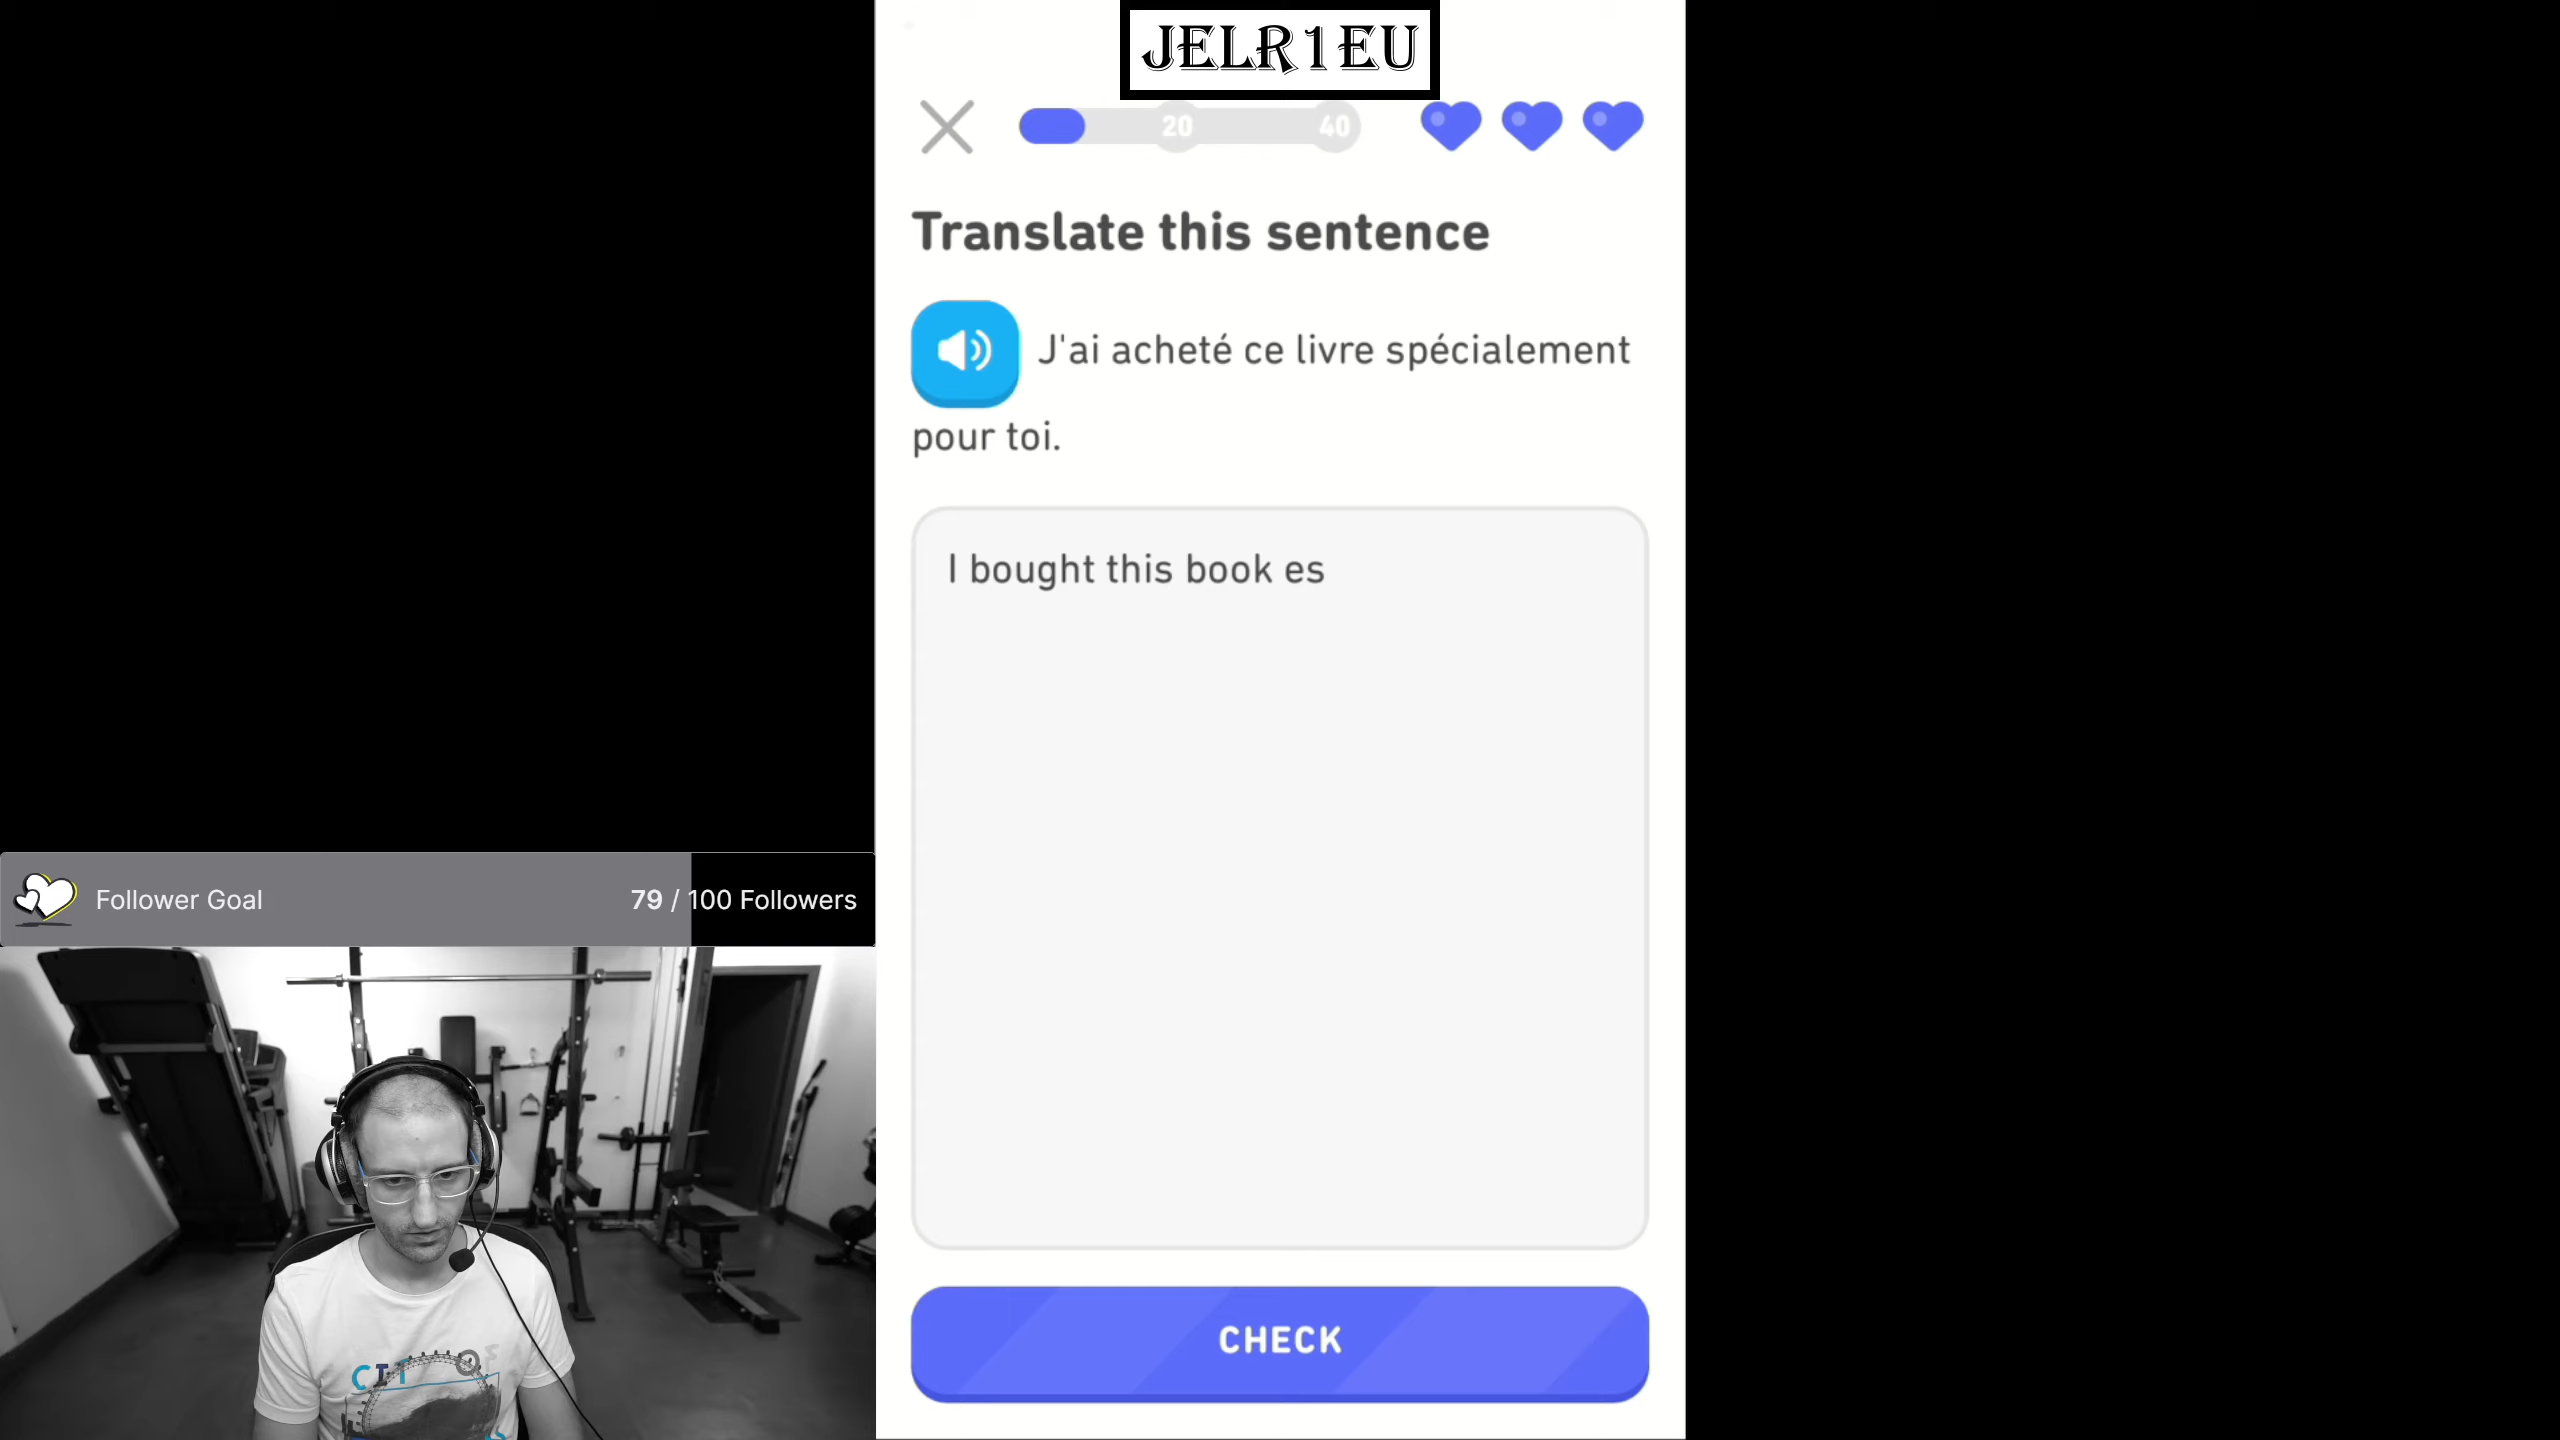 JELR1EU
20
40
Translate this sentence
J'ai acheté ce livre spécialement
pour toi.
I bought this book es
Follower Goal
79 / 100 Followers
CHECK